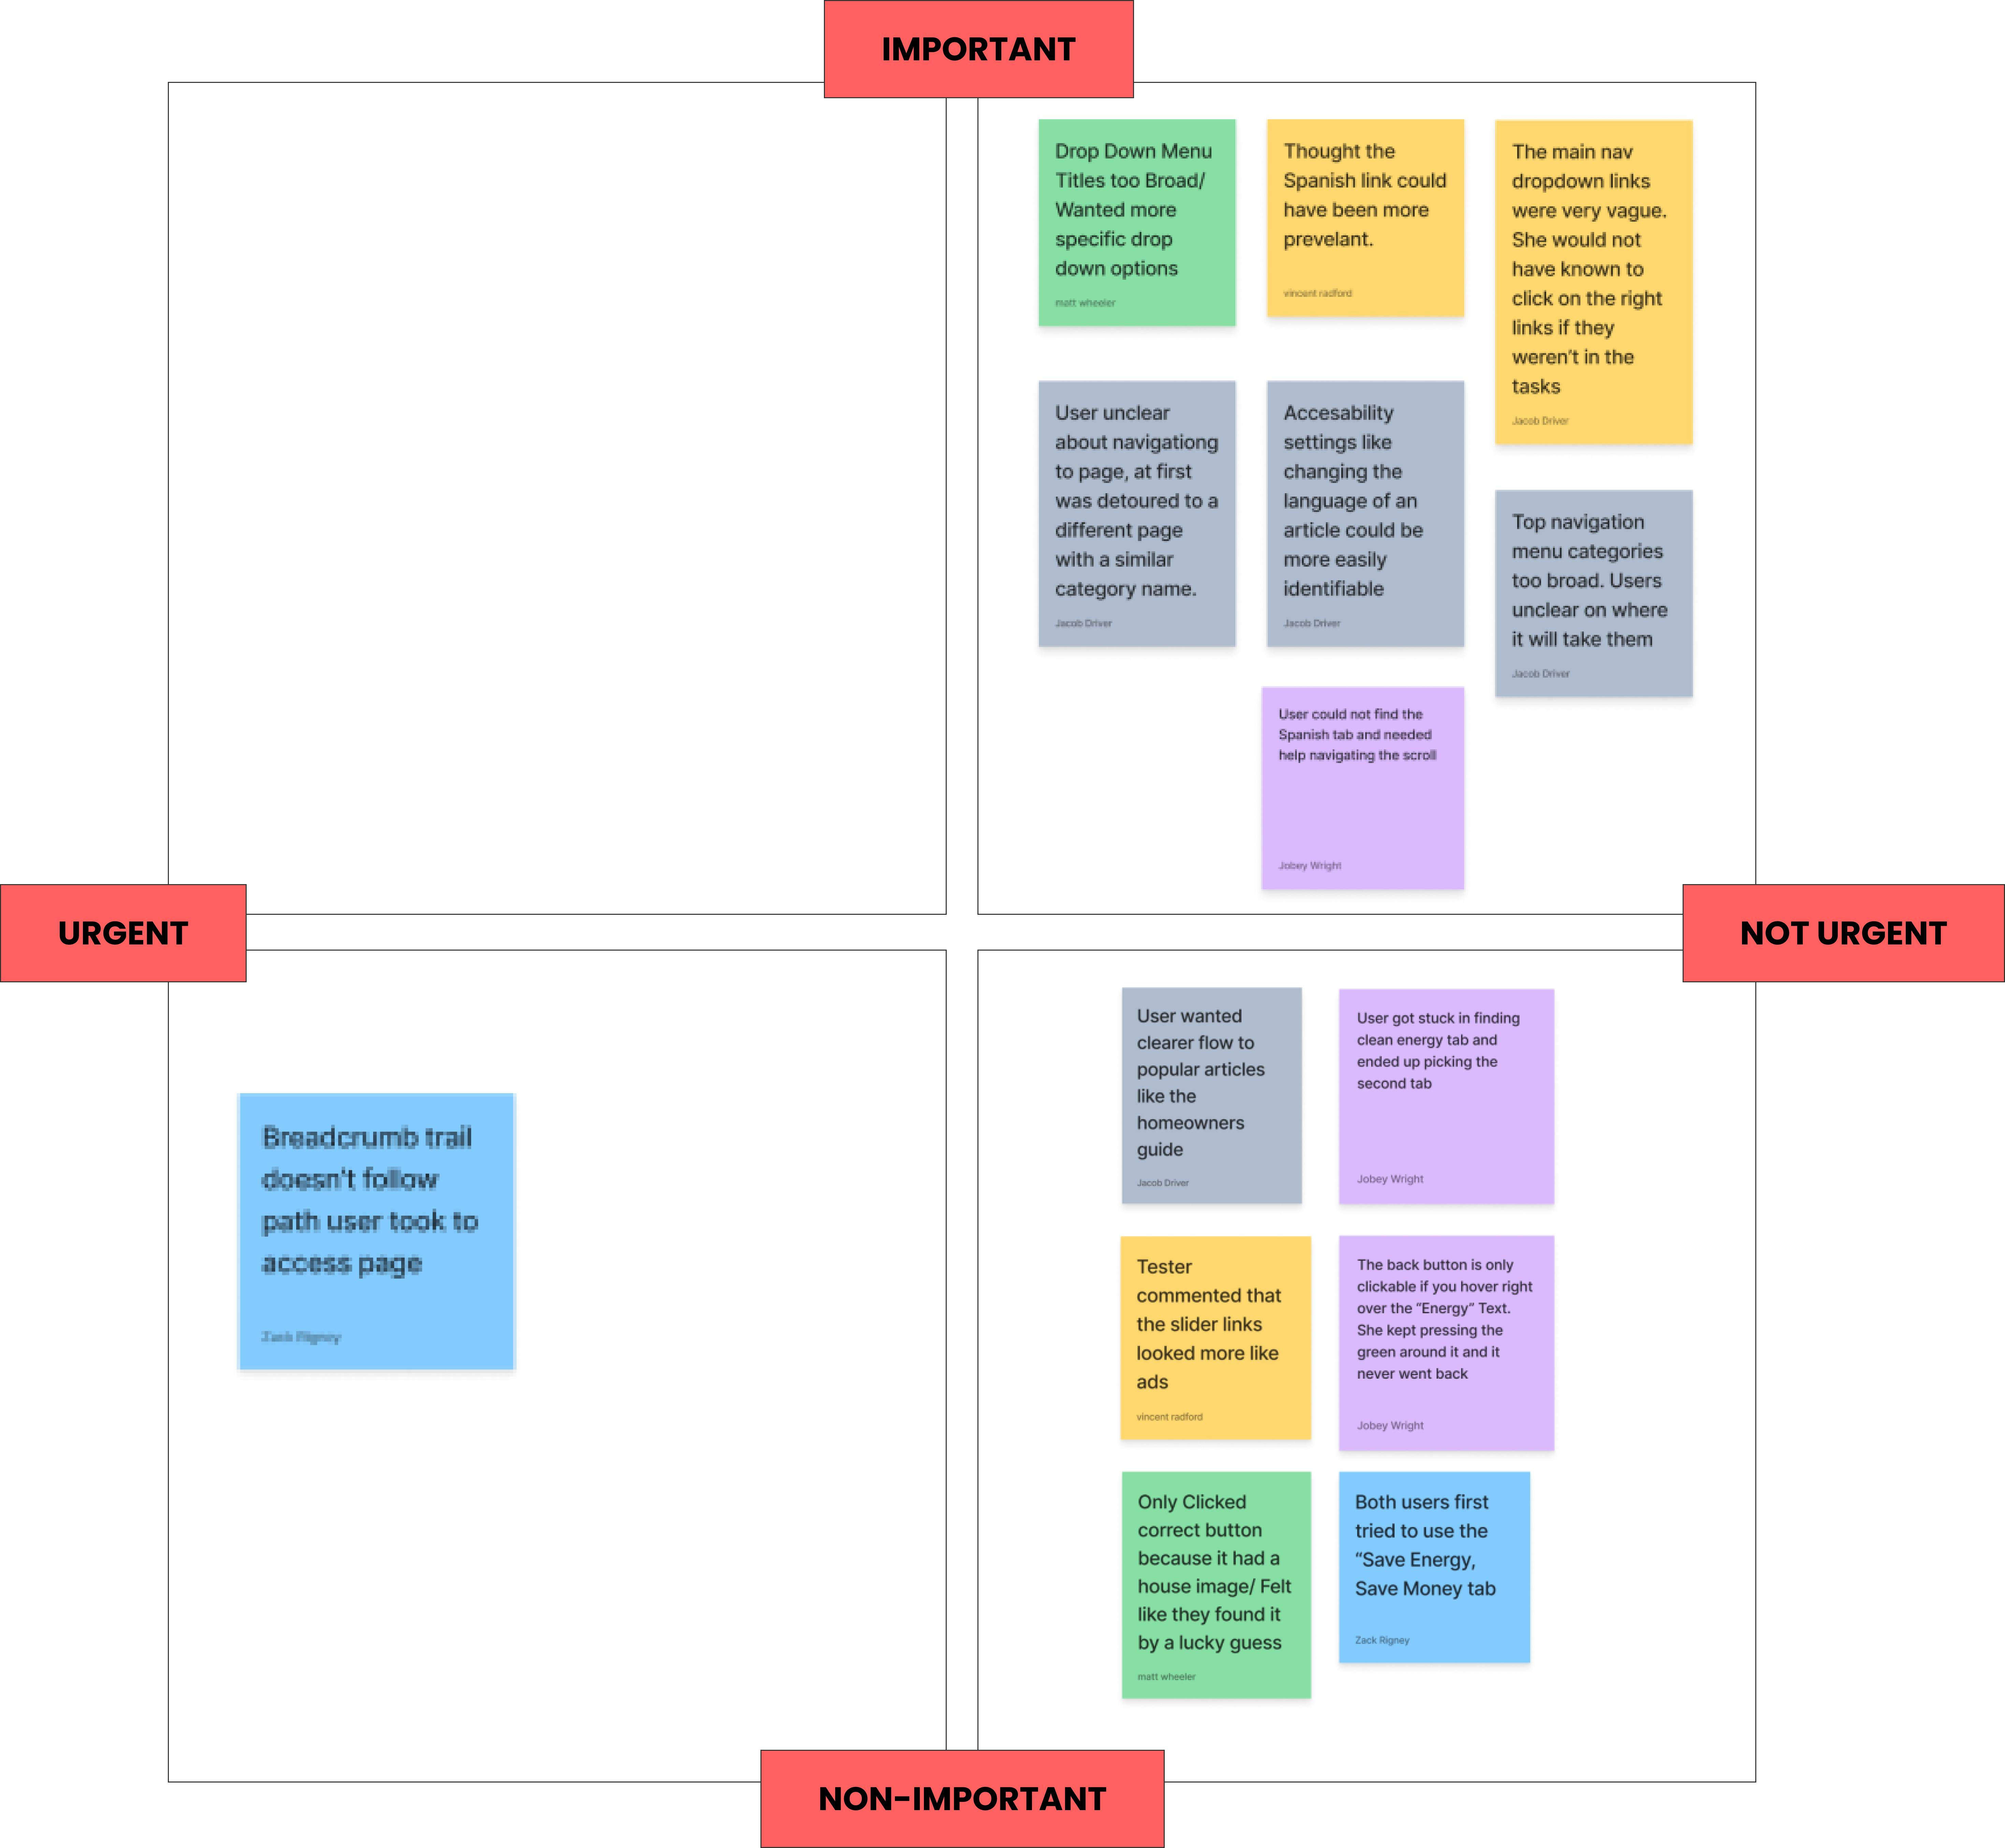 IMPORTANT
Drop Down Menu
Titles too Broad/
Wanted more
specific drop
down options
matt wheeler
Thought the
Spanish link could
have been more
prevelant.
vincent radford
The main nav
dropdown links
were very vague.
She would not
have known to
click on the right
links if they
weren't in the
tasks
Jacob Driver
User unclear
about navigationg
to page, at first
was detoured to a
different page
with a similar
category name.
Jacob Driver
Accesability
settings like
changing the
language of an
article could be
more easily
identifiable
Jacob Driver
Top navigation
menu categories
too broad. Users
unclear on where
it will take them
Jacob Driver
User could not find the
Spanish tab and needed
help navigating the scroll
Jobey Wright
URGENT
NOT URGENT
Breadcrumb trail
doesn't follow
path user took to
access page
Zack Rigney
User wanted
clearer flow to
popular articles
like the
homeowners
guide
Jacob Driver
User got stuck in finding
clean energy tab and
ended up picking the
second tab
Jobey Wright
Tester
commented that
the slider links
looked more like
ads
vincent radford
The back button is only
clickable if you hover right
over the “Energy” Text.
She kept pressing the
green around it and it
never went back
Jobey Wright
Only Clicked
correct button
because it had a
house image/ Felt
like they found it
by a lucky guess
matt wheeler
Both users first
tried to use the
“Save Energy,
Save Money tab
Zack Rigney
NON-IMPORTANT